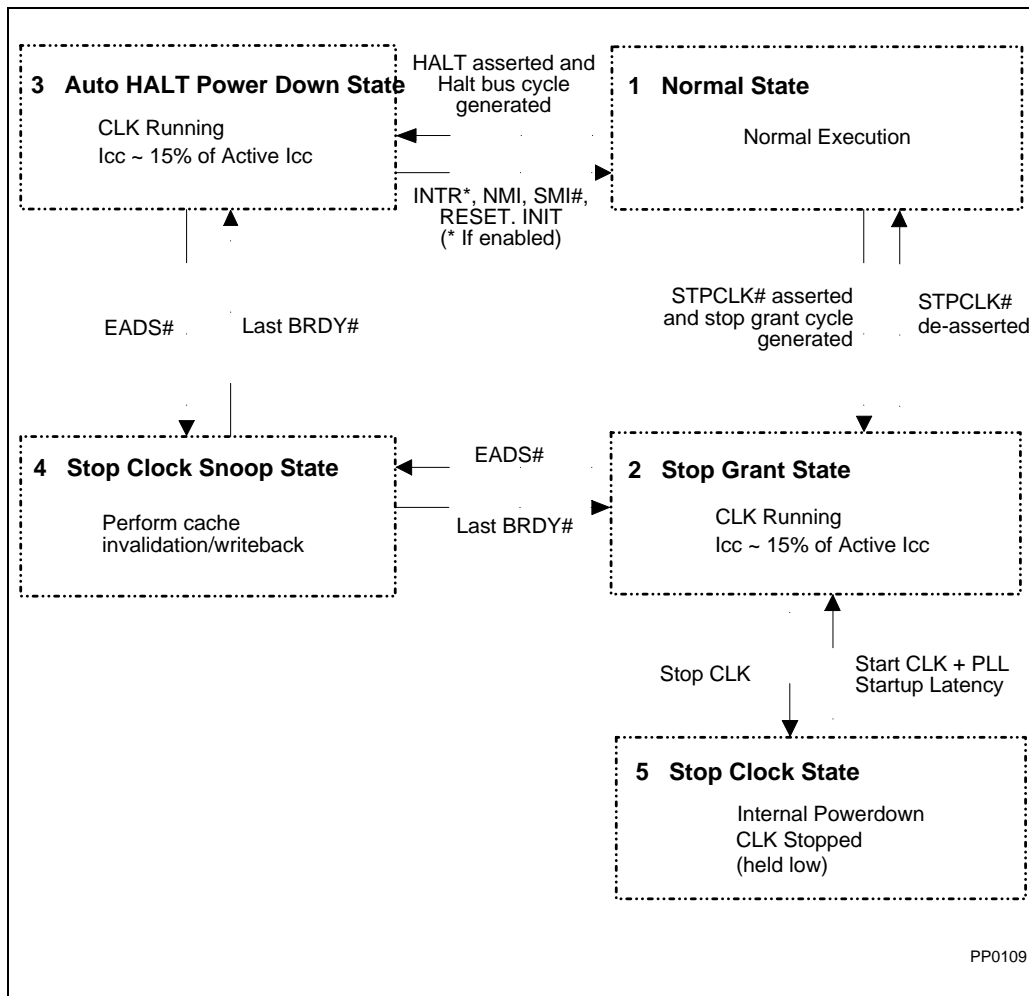 3 Auto HALT Power Down State
CLK Running
Icc ~ 15% of Active Icc
HALT asserted and
Halt bus cycle
generated
INTR*, NMI, SMI#,
RESET. INIT
(* If enabled)
1 Normal State
Normal Execution
EADS#
Last BRDY#
STPCLK# asserted
and stop grant cycle
generated
STPCLK#
de-asserted
4 Stop Clock Snoop State
Perform cache
invalidation/writeback
EADS#
Last BRDY#
2 Stop Grant State
CLK Running
Icc ~ 15% of Active Icc
Stop CLK
Start CLK + PLL
Startup Latency
5 Stop Clock State
Internal Powerdown
CLK Stopped
(held low)
PP0109